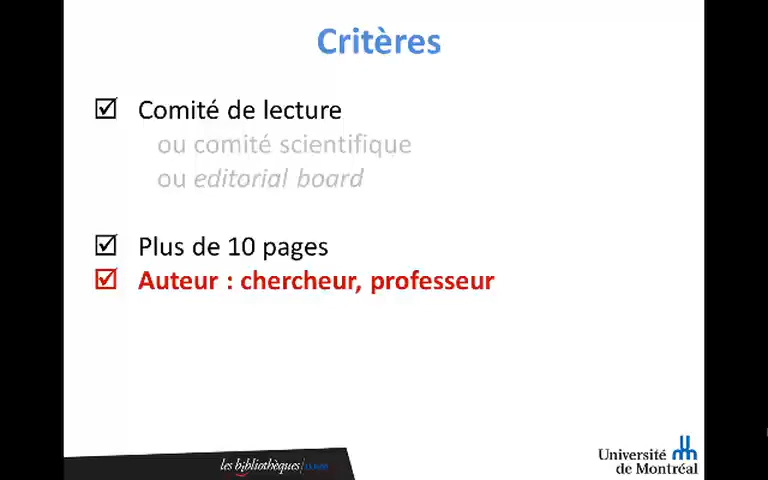 Critères
Comité de lecture
ou comité scientifique
ou editorial board
Plus de 10 pages
Auteur : chercheur, professeur
les bibliothèques/
Université
de Montréal